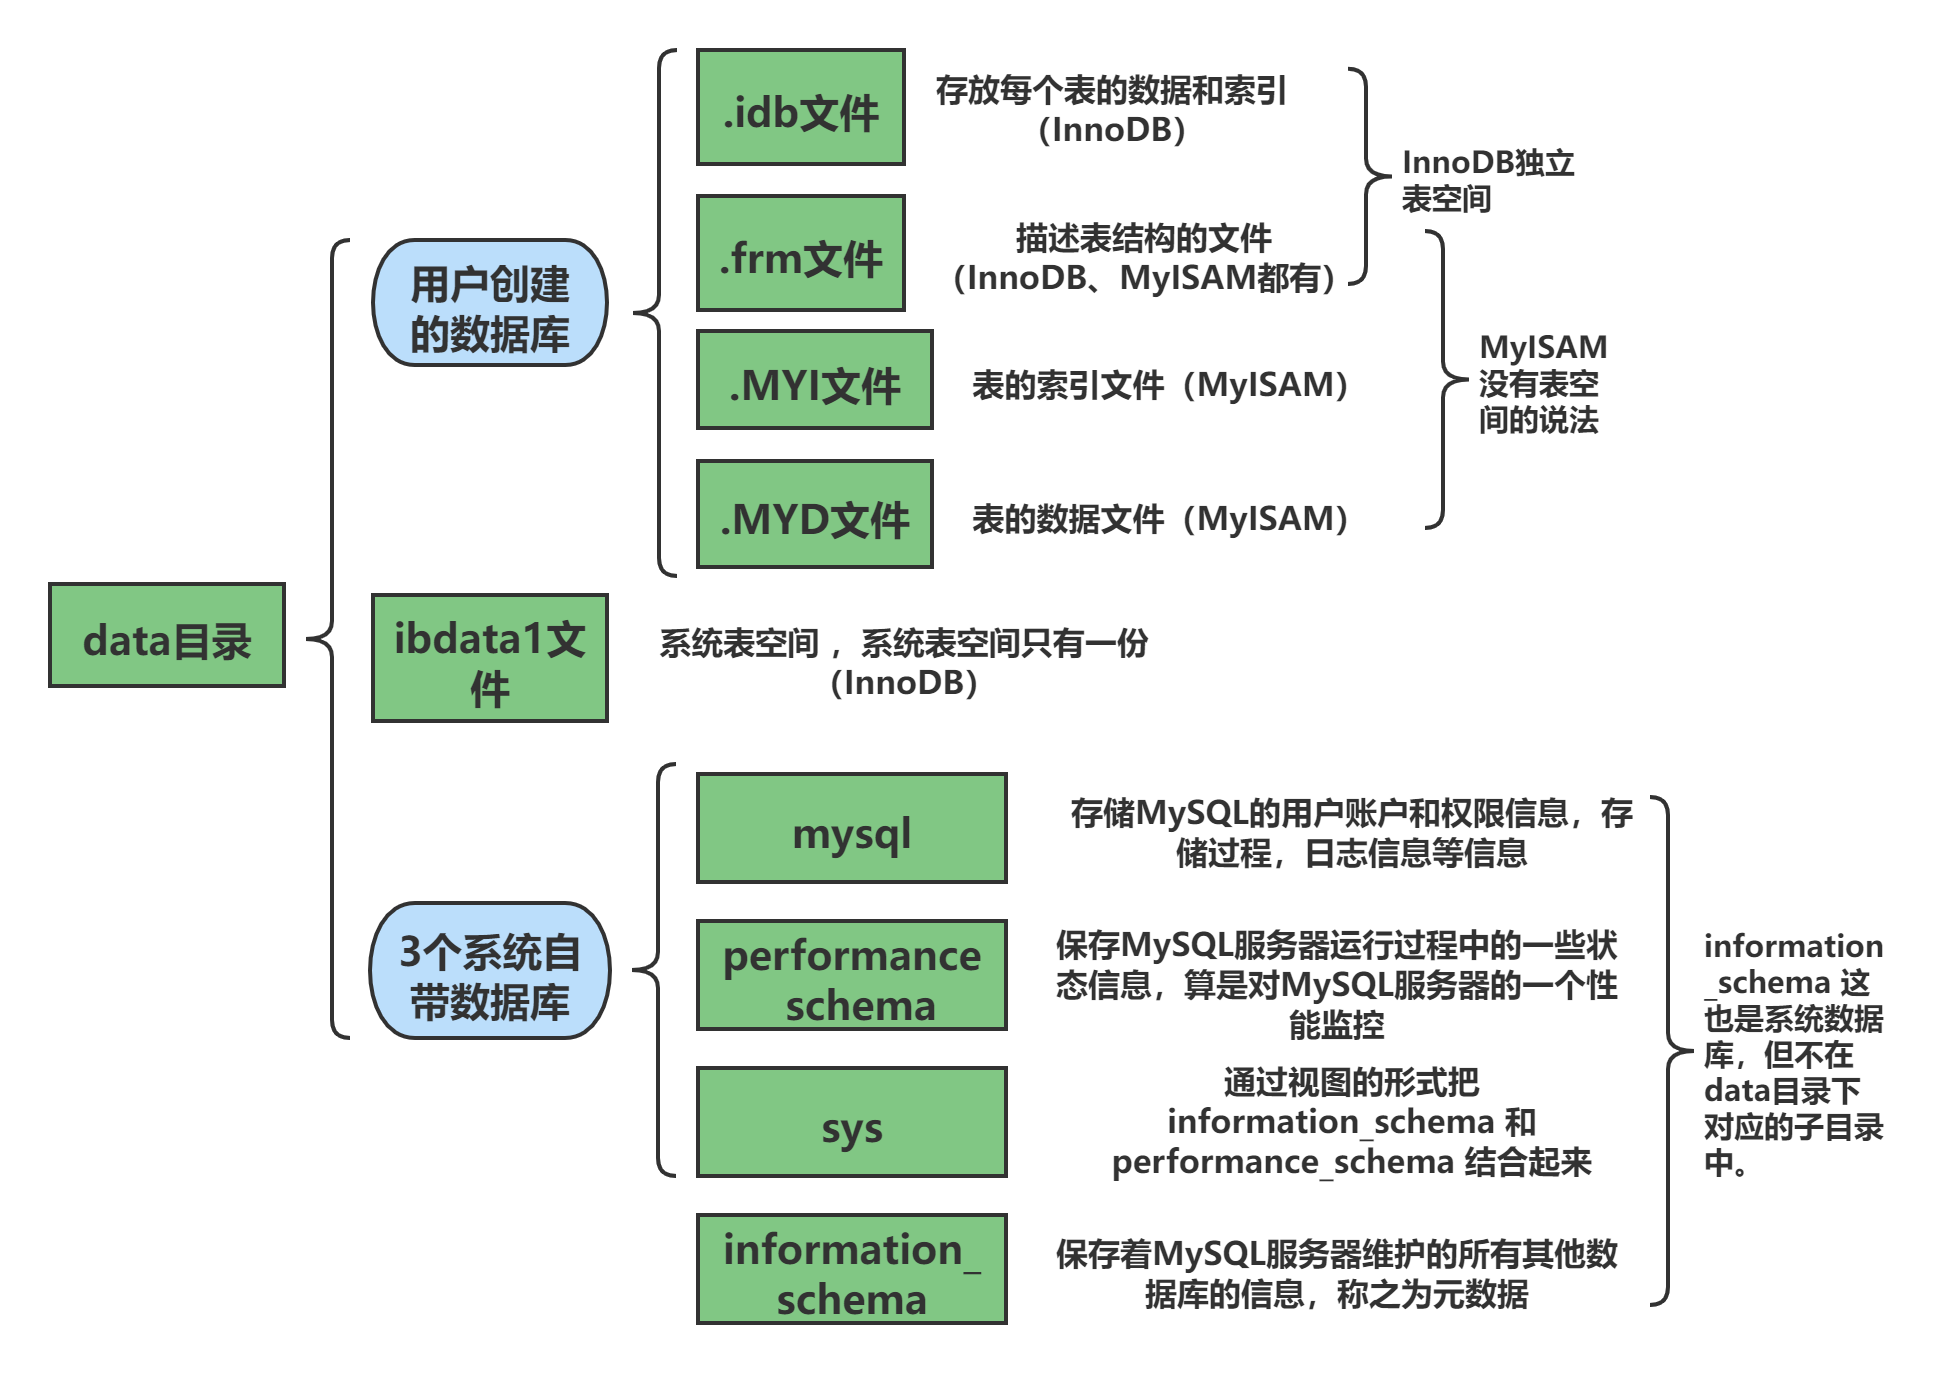 .idb文件
存放每个表的数据和索引
（InnoDB）
InnoDB独立
表空间
.frm文件
描述表结构的文件
（InnoDB、MyISAM都有）
用户创建
的数据库
.MYI文件
表的索引文件（MyISAM）
MyISAM
没有表空
间的说法
.MYD文件
表的数据文件（MyISAM）
data目录
ibdata1文
件
系统表空间 ，系统表空间只有一份
（InnoDB）
3个系统自
带数据库
mysql
存储MySQL的用户账户和权限信息，存
储过程，日志信息等信息
performance
schema
保存MySQL服务器运行过程中的一些状
态信息，算是对MySQL服务器的一个性
能监控
sys
通过视图的形式把
information_schema 和
performance_schema 结合起来
information_
schema
保存着MySQL服务器维护的所有其他数
据库的信息，称之为元数据
information
_schema 这
也是系统数据
库，但不在
data目录下
对应的子目录
中。